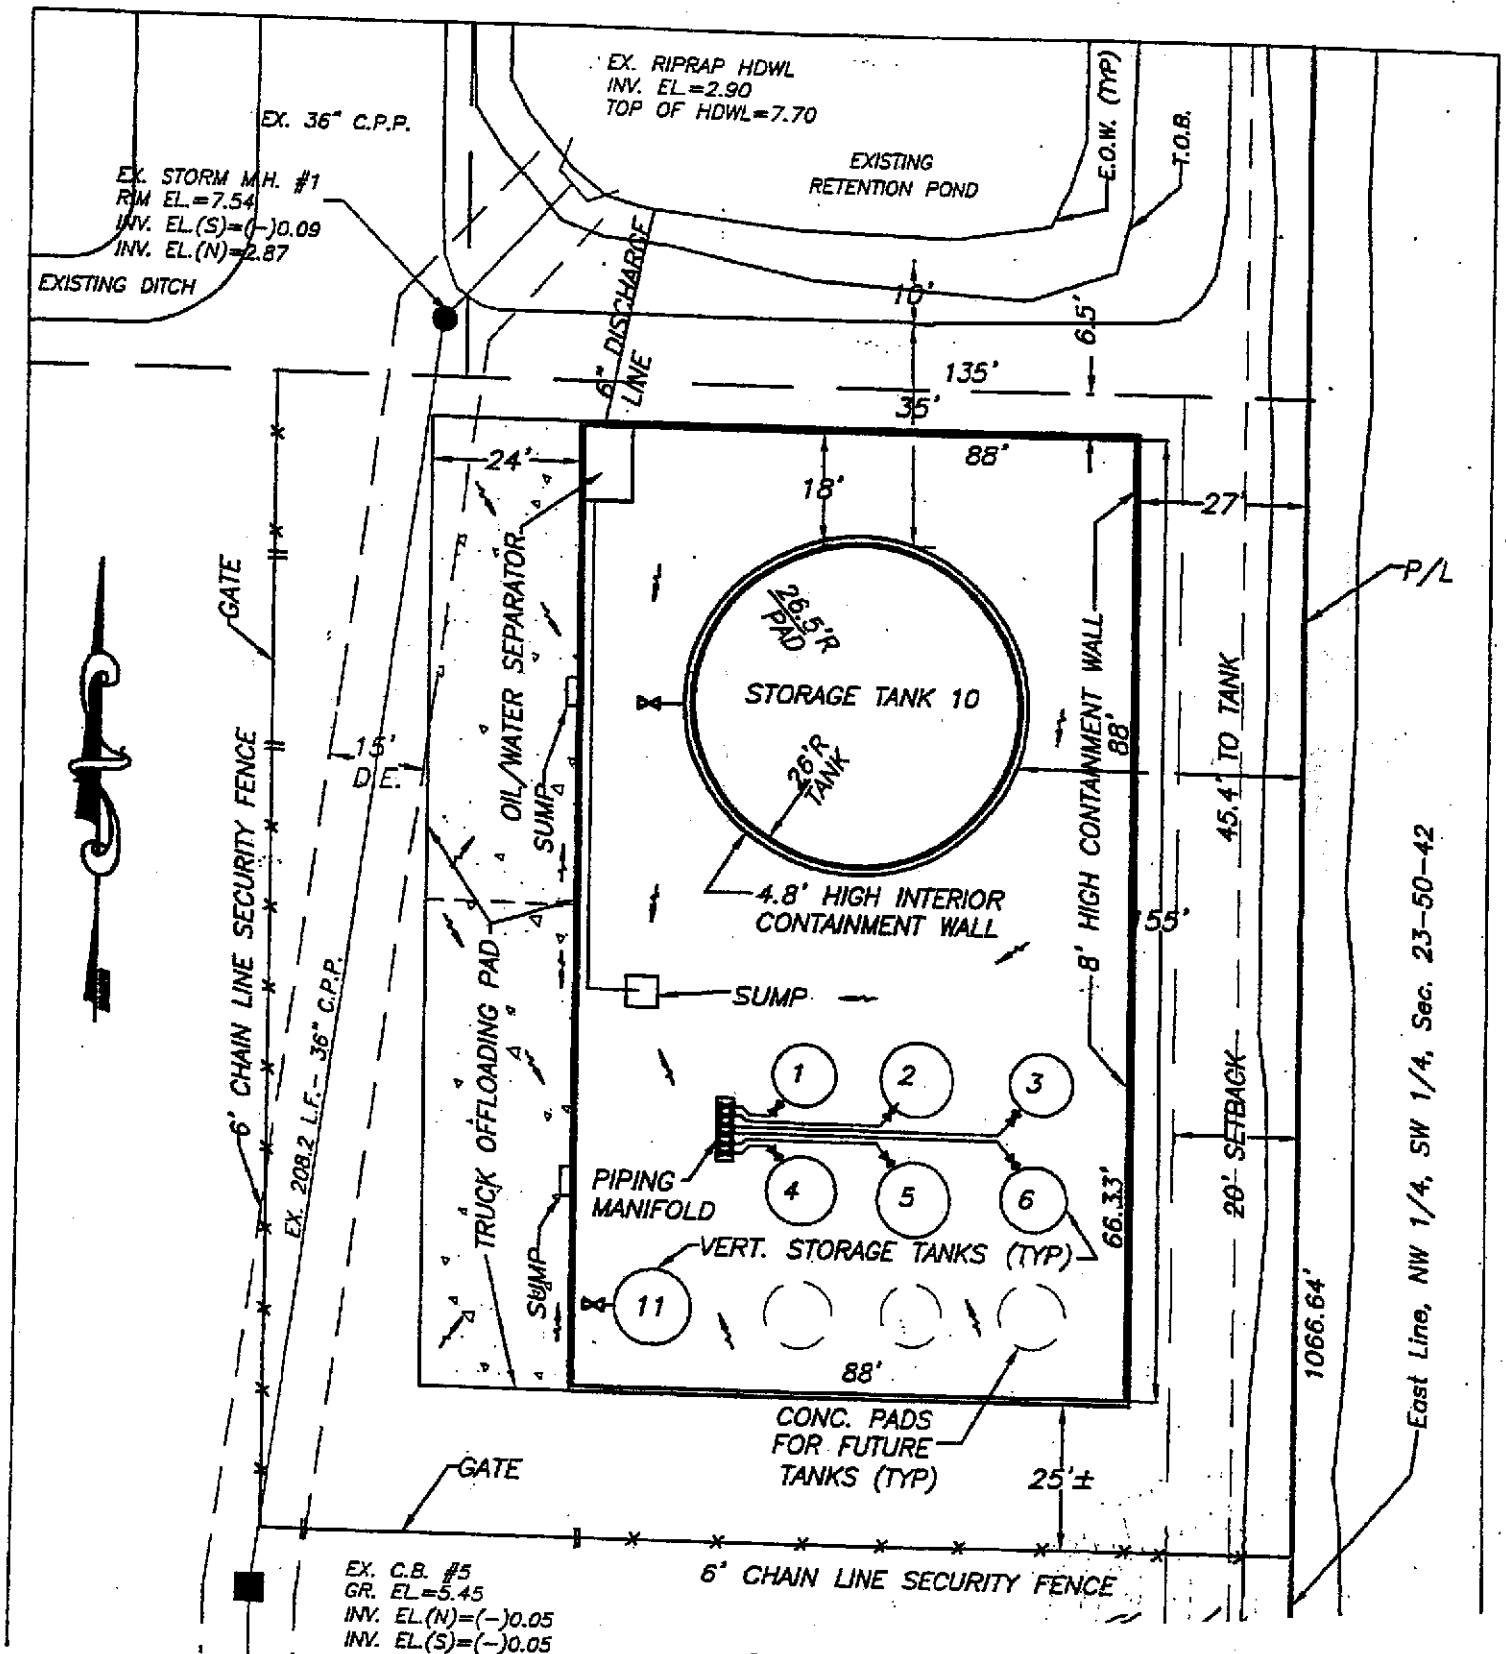 EX. RIPRAP HDWL
INV. EL.=2.90
TOP OF HDWL=7.70
EX. 36" C.P.P.
EX. STORM M.H. #1
RIM EL.=7.54
INV. EL.(S)=(-)0.09
INV. EL.(N)=2.87
EXISTING DITCH
EXISTING
RETENTION POND
E.O.W. (TYP)
T.O.B.
6" DISCHARGE
LINE
10'
6.5'
135'
35'
88'
24'
18'
27'
GATE
P/L
OIL/WATER SEPARATOR
26.5'R
PAD
STORAGE TANK 10
26'R
TANK
SUMP
15'
D.E.
6' CHAIN LINE SECURITY FENCE
8' HIGH CONTAINMENT WALL
88'
45.4' TO TANK
4.8' HIGH INTERIOR
CONTAINMENT WALL
155'
EX. 208.2 L.F.- 36" C.P.P.
TRUCK OFFLOADING PAD
SUMP
1
2
3
4
5
6
PIPING
MANIFOLD
66.33'
20' SETBACK
VERT. STORAGE TANKS (TYP)
SUMP
11
88'
1066.64'
East Line, NW 1/4, SW 1/4, Sec. 23-50-42
CONC. PADS
FOR FUTURE
TANKS (TYP)
25'±
GATE
6' CHAIN LINE SECURITY FENCE
EX. C.B. #5
GR. EL.=5.45
INV. EL.(N)=(-)0.05
INV. EL.(S)=(-)0.05